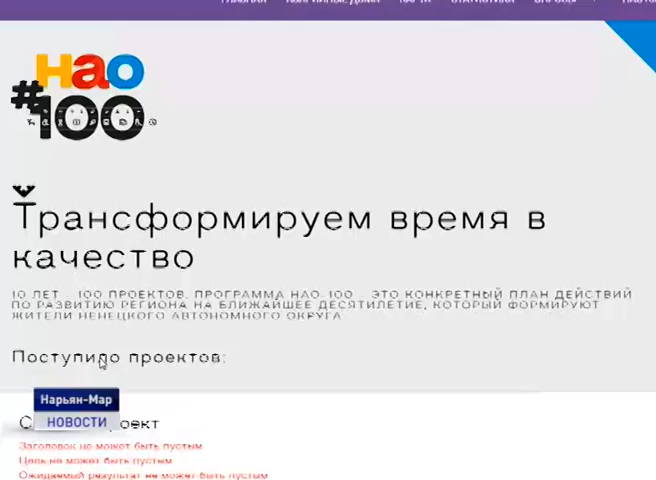 нао
#100
Трансформируем время в
качество
10 ЛЕТ - 100 ПРОЕКТОВ. ПРОГРАММА НАО-100 - ЭТО КОНКРЕТНЫЙ ПЛАН ДЕЙСТВИЙ
ПО РАЗВИТИЮ РЕГИОНА НА БЛИЖАЙШЕЕ ДЕСЯТИЛЕТИЕ, КОТОРЫЙ ФОРМИРУЮТ
ЖИТЕЛИ НЕНЕЦКОГО АВТОНОМНОГО ОКРУГА
Поступило проектов:
Нарьян-Мар
НОВОСТИ
Заголовок не может быть пустым
Цель не может быть пустым
Ожидаемый результат не может быть пустым